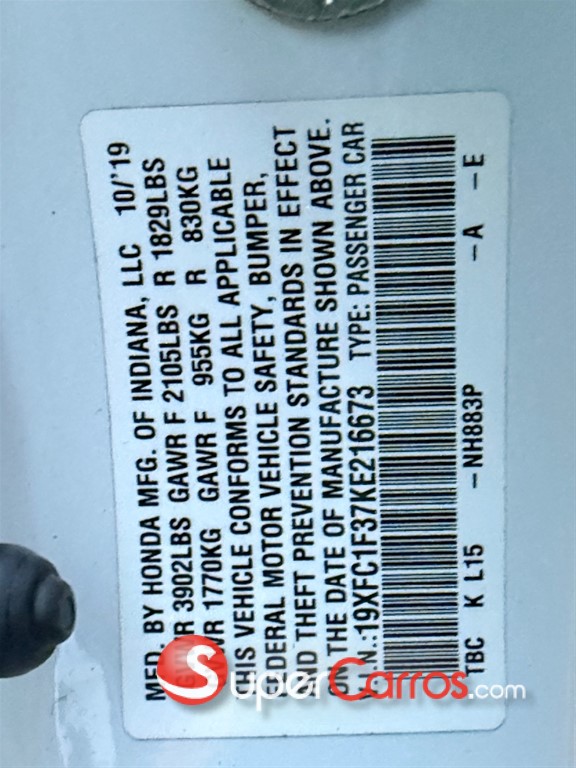 MFD. BY HONDA MFG. OF INDIANA, LLC 10/'19
3902LBS GAWR F 2105LBS R 1829LBS
1770KG GAWR F 955KG R 830KG
THIS VEHICLE CONFORMS TO ALL APPLICABLE
FEDERAL MOTOR VEHICLE SAFETY, BUMPER,
AND THEFT PREVENTION STANDARDS IN EFFECT
ON THE DATE OF MANUFACTURE SHOWN ABOVE.
V.I.N.:19XFC1F37KE216673 TYPE: PASSENGER CAR
TBC K L15 -NH883P -A -E
SuperCarros.com